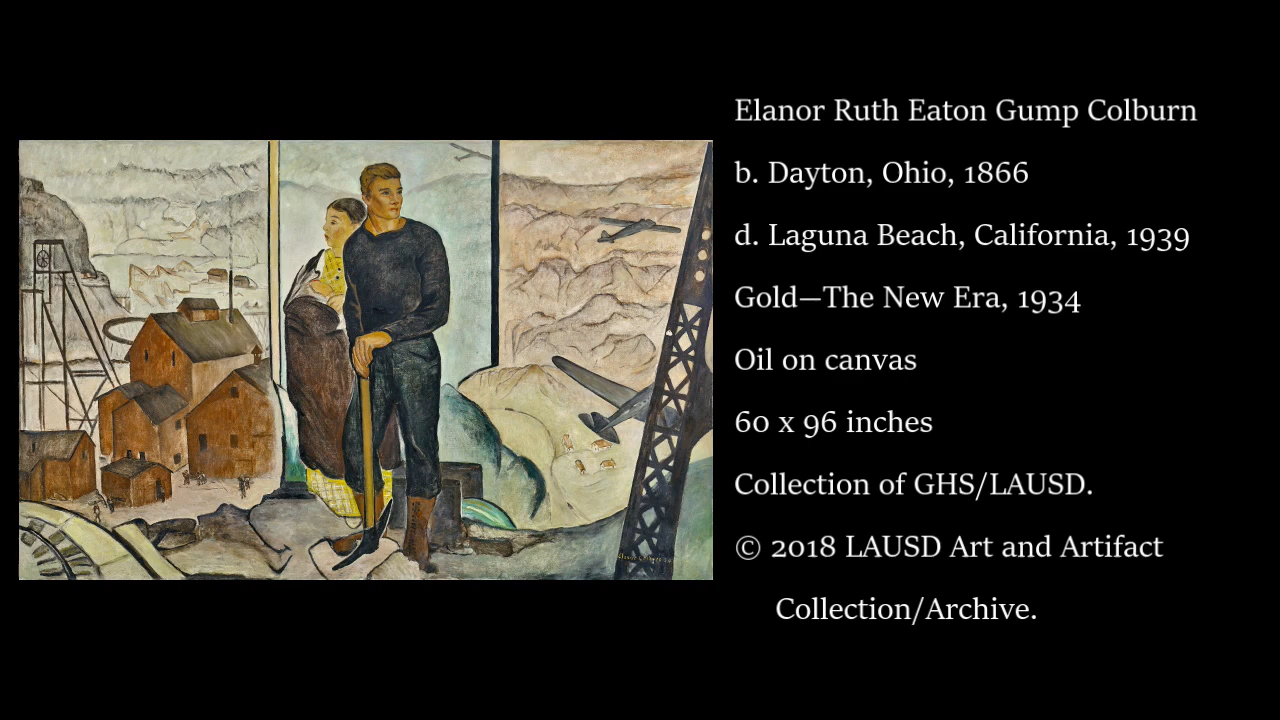 Elanor Ruth Eaton Gump Colburn
b. Dayton, Ohio, 1866
d. Laguna Beach, California, 1939
Gold—The New Era, 1934
Oil on canvas
60 x 96 inches
Collection of GHS/LAUSD.
© 2018 LAUSD Art and Artifact
Collection/Archive.